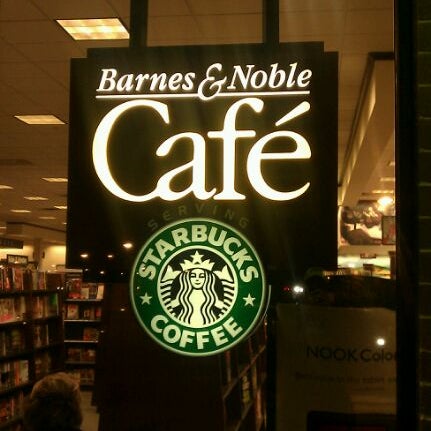 Barnes & Noble
Café
SERVING
STARBUCKS
COFFEE
NOOK Color